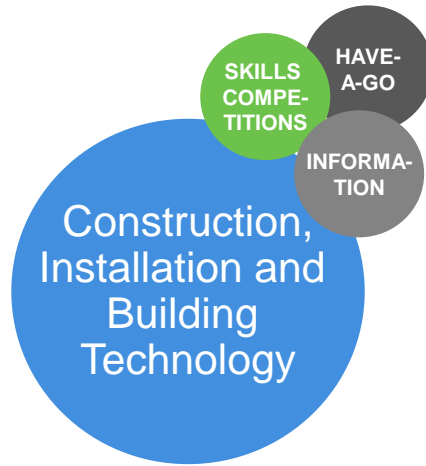 HAVE-
A-GO
SKILLS
COMPE-
TITIONS
INFORMA-
TION
Construction,
Installation and
Building
Technology